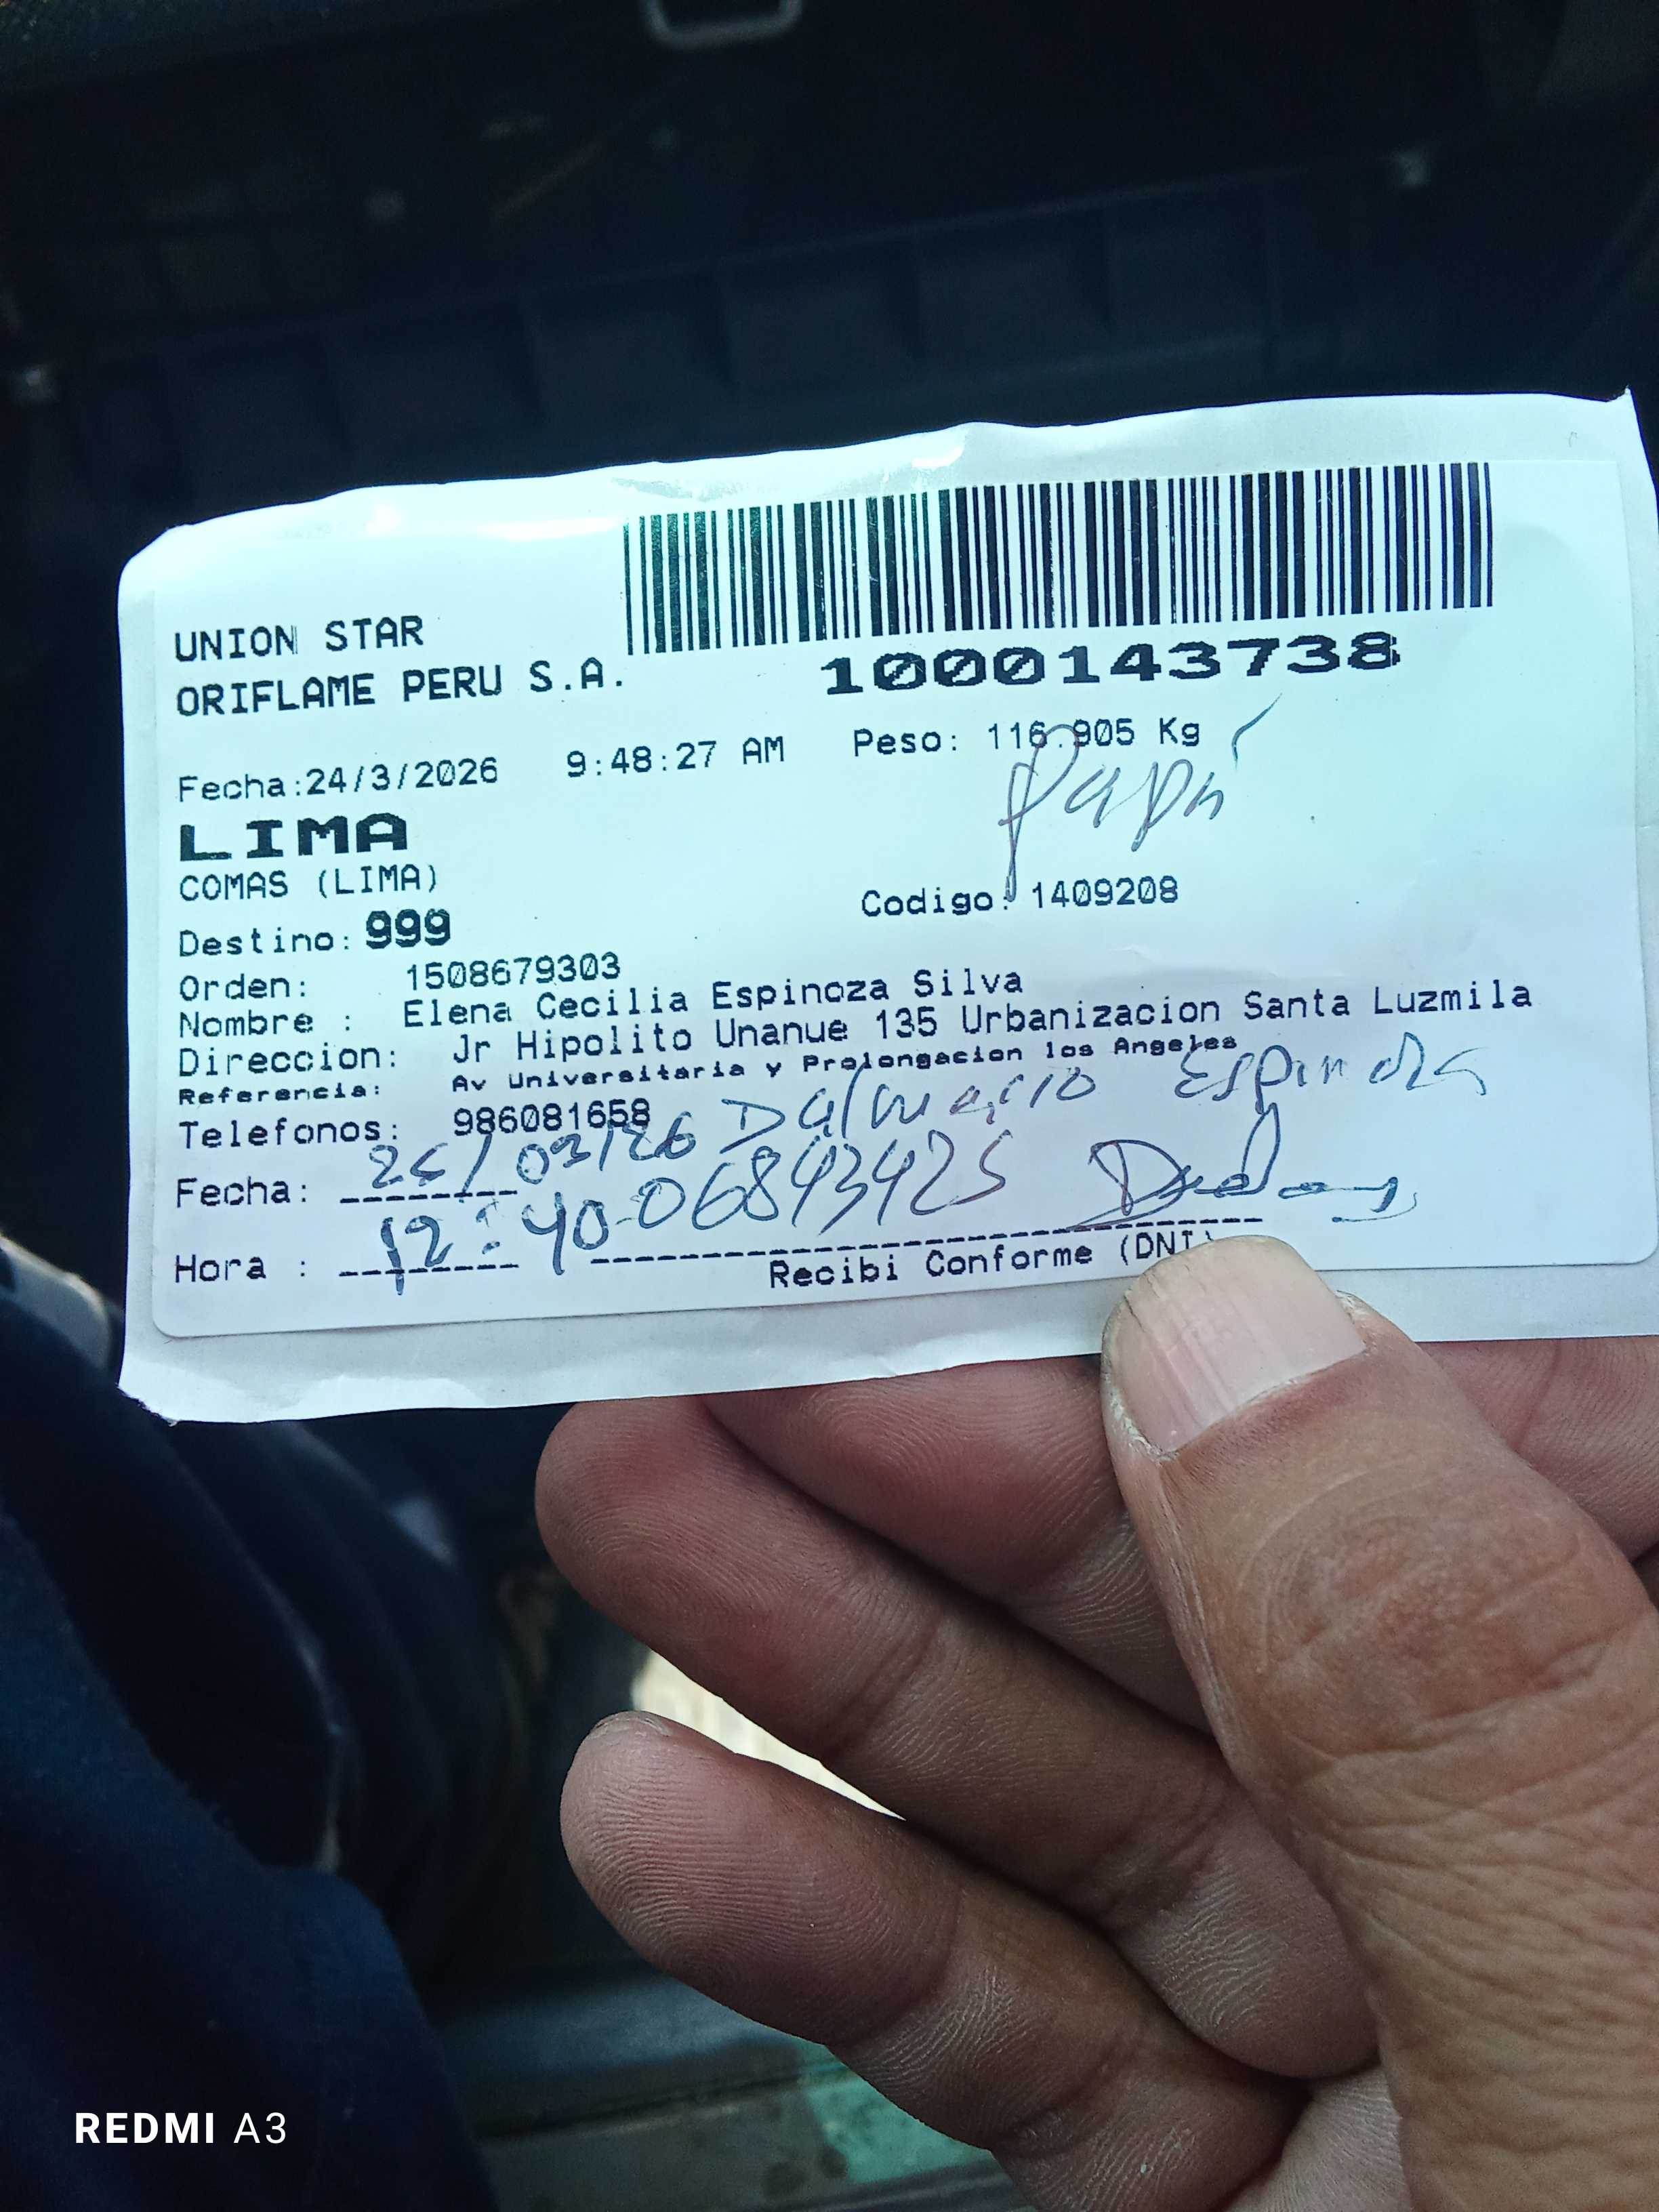 UNION STAR
ORIFLAME PERU S.A.
1000143738
Fecha:24/3/2026 9:48:27 AM Peso: 116.905 Kg
papá
LIMA
COMAS (LIMA)
Codigo: 1409208
Destino: 999
Orden: 1508679303
Nombre : Elena Cecilia Espinoza Silva
Direccion: Jr Hipolito Unanue 135 Urbanizacion Santa Luzmila
Referencia: Av Universitaria y Prolongacion los Angeles
Telefonos: 986081658
Dalmacio Espinoza
Fecha: /03/26
06843425
Hora : 12:40
Recibi Conforme (DNI)
REDMI A3